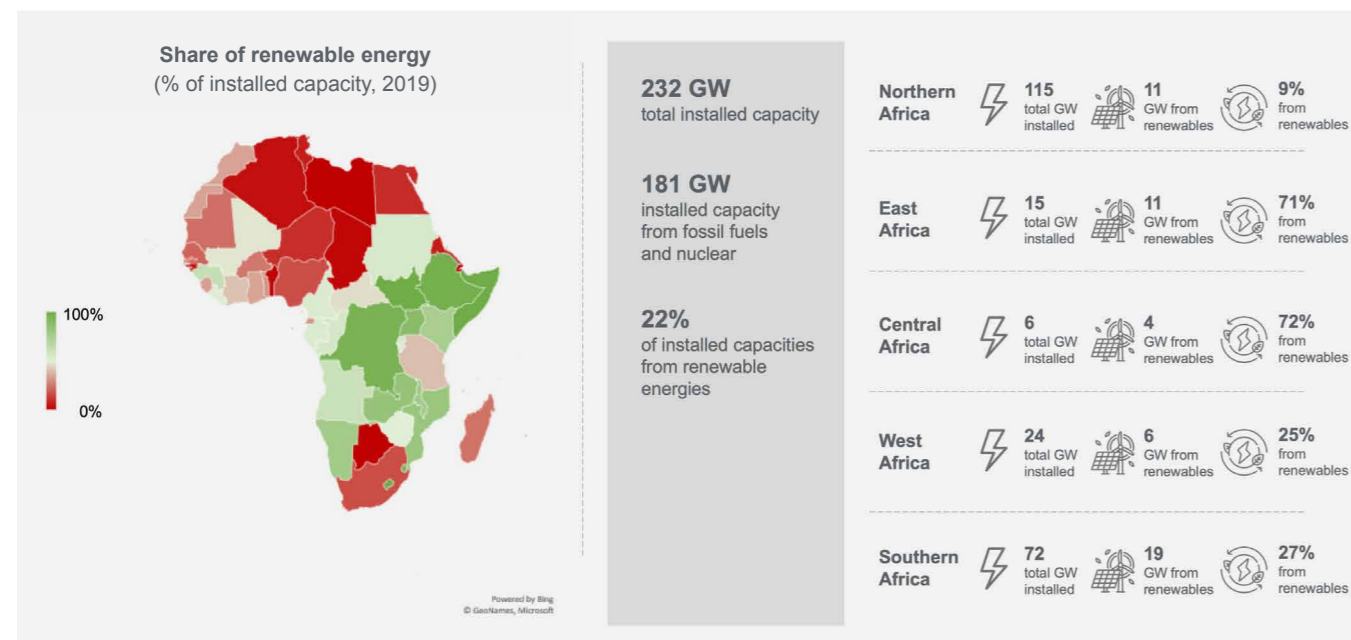 Share of renewable energy
(% of installed capacity, 2019)
100%
0%
Powered by Bing
© GeoNames, Microsoft
232 GW
total installed capacity
181 GW
installed capacity
from fossil fuels
and nuclear
22%
of installed capacities
from renewable
energies
Northern
Africa
115
total GW
installed
11
GW from
renewables
9%
from
renewables
East
Africa
15
total GW
installed
11
GW from
renewables
71%
from
renewables
Central
Africa
6
total GW
installed
4
GW from
renewables
72%
from
renewables
West
Africa
24
total GW
installed
6
GW from
renewables
25%
from
renewables
Southern
Africa
72
total GW
installed
19
GW from
renewables
27%
from
renewables